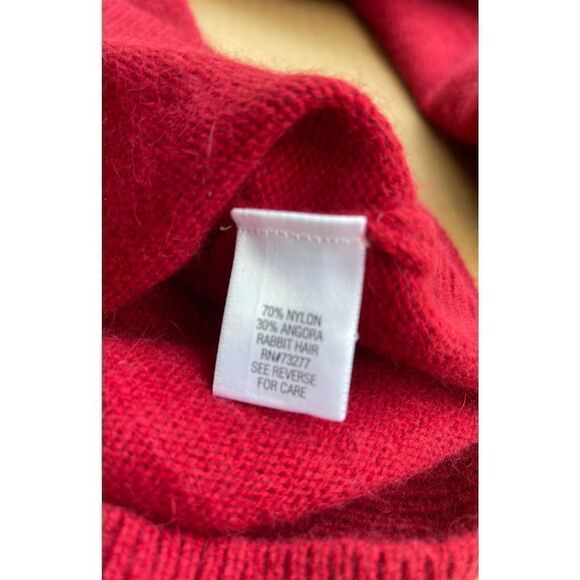 70% NYLON
30% ANGORA
RABBIT HAIR
RN#73277
SEE REVERSE
FOR CARE